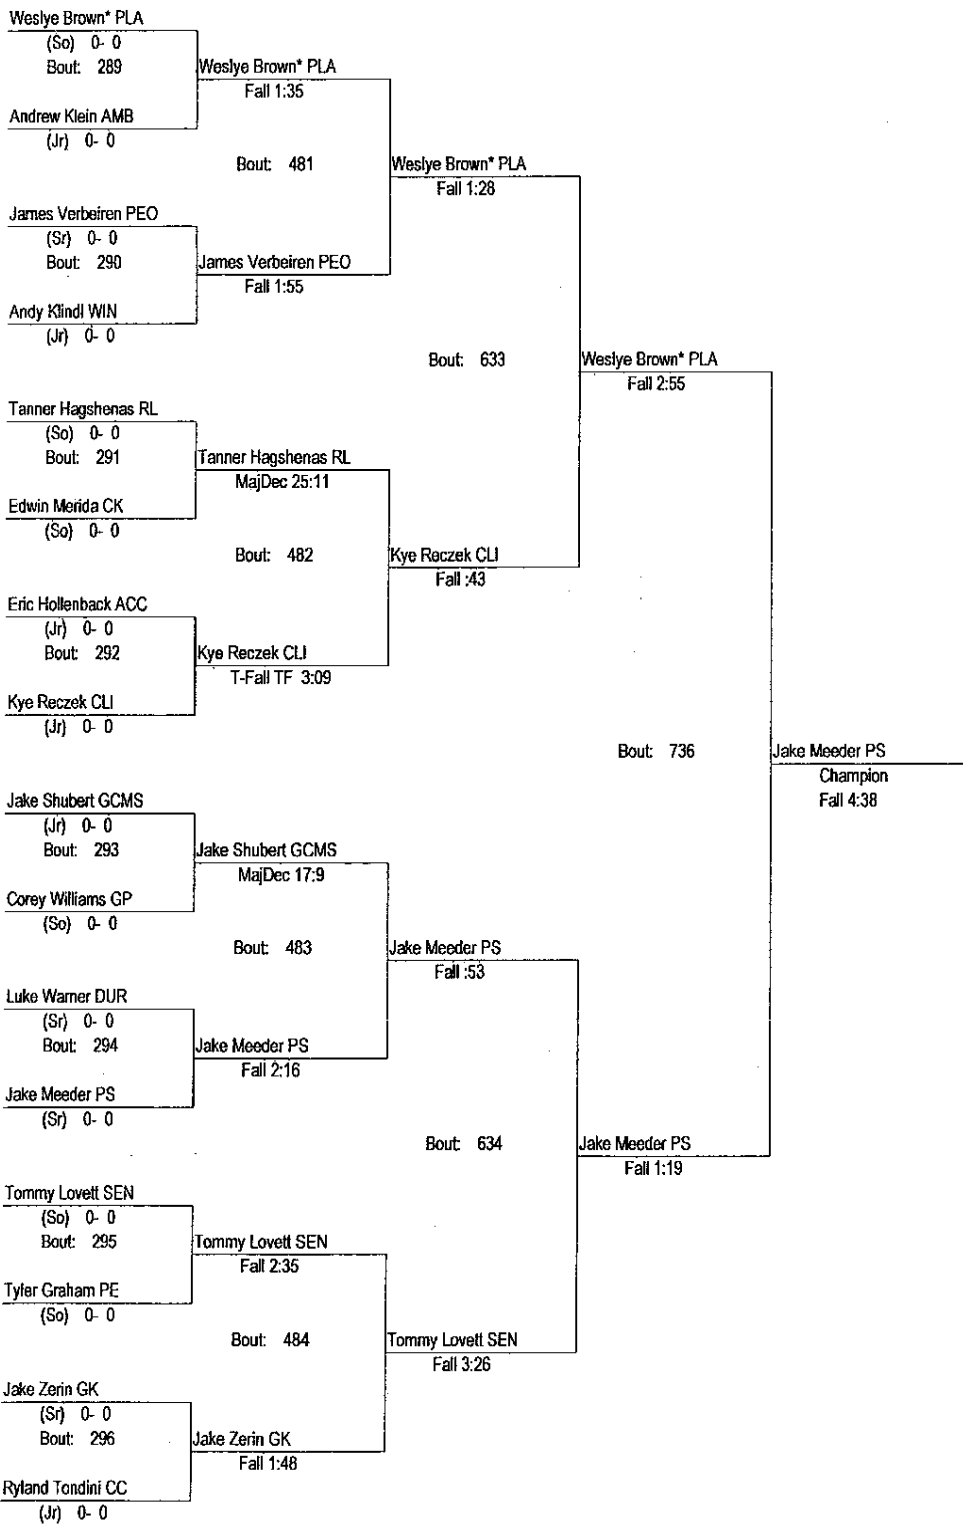 Weslye Brown* PLA
(So) 0- 0
Bout: 289
Weslye Brown* PLA
Fall 1:35
Andrew Klein AMB
(Jr) 0- 0
Bout: 481
Weslye Brown* PLA
Fall 1:28
James Verbeiren PEO
(Sr) 0- 0
Bout: 290
James Verbeiren PEO
Fall 1:55
Andy Klindl WIN
(Jr) 0- 0
Bout: 633
Weslye Brown* PLA
Fall 2:55
Tanner Hagshenas RL
(So) 0- 0
Bout: 291
Tanner Hagshenas RL
MajDec 25:11
Edwin Merida CK
(So) 0- 0
Bout: 482
Kye Reczek CLI
Fall :43
Eric Hollenback ACC
(Jr) 0- 0
Bout: 292
Kye Reczek CLI
T-Fall TF 3:09
Kye Reczek CLI
(Jr) 0- 0
Bout: 736
Jake Meeder PS
Champion
Fall 4:38
Jake Shubert GCMS
(Jr) 0- 0
Bout: 293
Jake Shubert GCMS
MajDec 17:9
Corey Williams GP
(So) 0- 0
Bout: 483
Jake Meeder PS
Fall :53
Luke Warner DUR
(Sr) 0- 0
Bout: 294
Jake Meeder PS
Fall 2:16
Jake Meeder PS
(Sr) 0- 0
Bout: 634
Jake Meeder PS
Fall 1:19
Tommy Lovett SEN
(So) 0- 0
Bout: 295
Tommy Lovett SEN
Fall 2:35
Tyler Graham PE
(So) 0- 0
Bout: 484
Tommy Lovett SEN
Fall 3:26
Jake Zerin GK
(Sr) 0- 0
Bout: 296
Jake Zerin GK
Fall 1:48
Ryland Tondini CC
(Jr) 0- 0